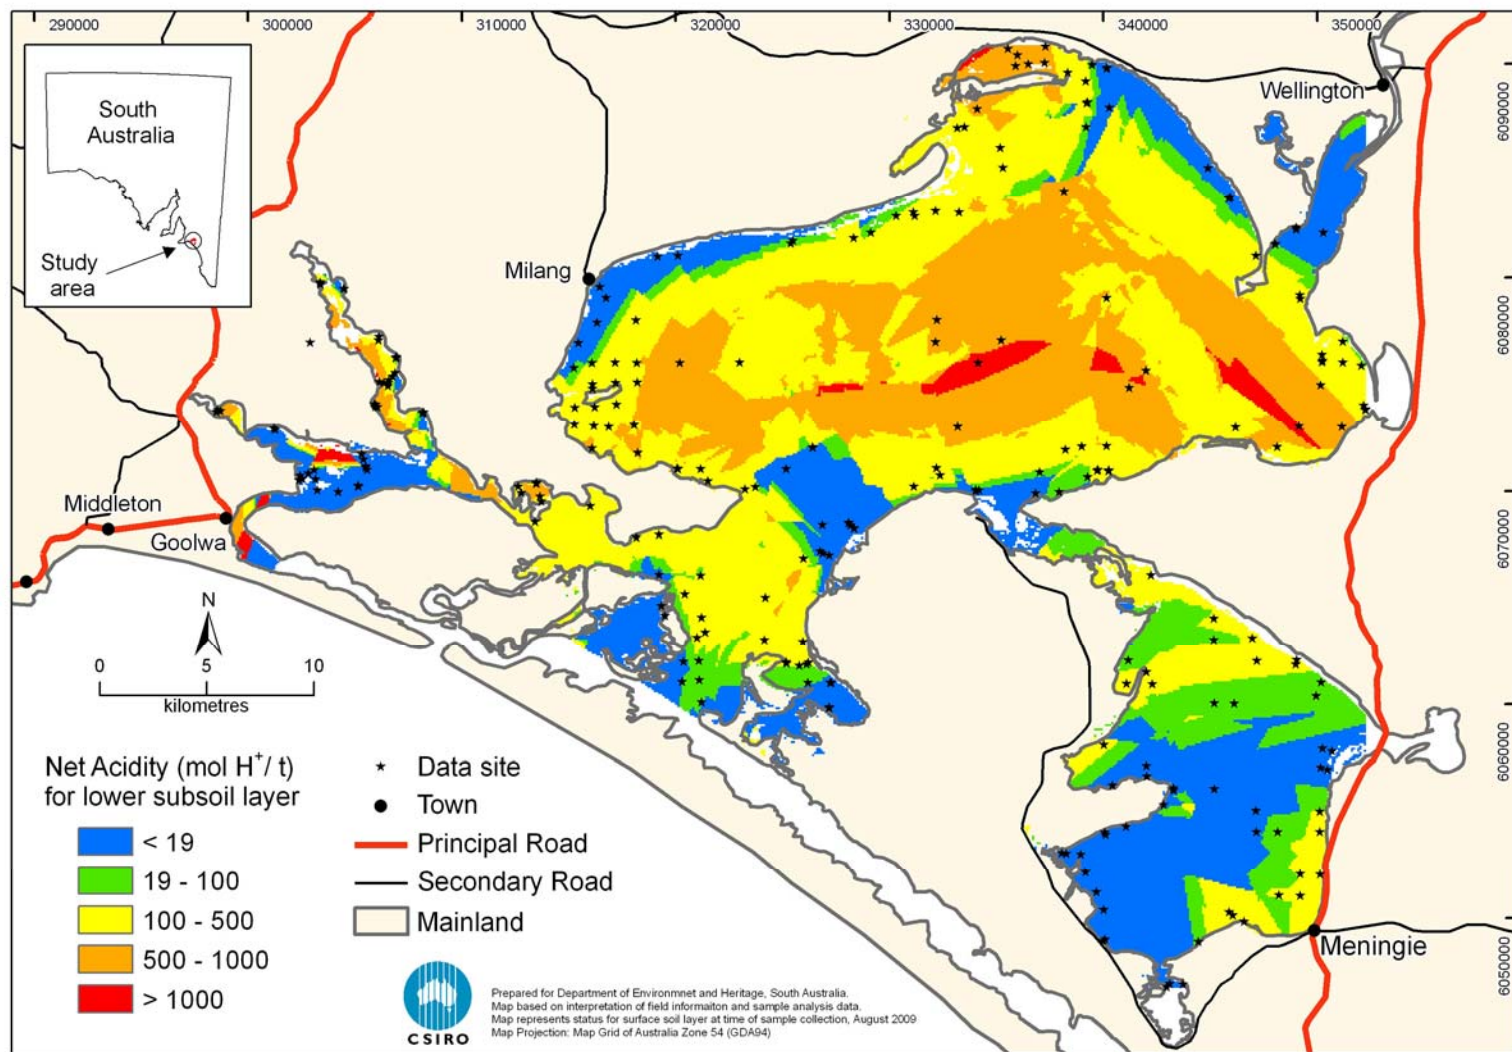 290000
300000
310000
320000
330000
340000
350000
South
Australia
Study
area
Wellington
6090000
Milang
6080000
Middleton
Goolwa
6070000
N
0 5 10
kilometres
6060000
Net Acidity (mol H⁺/ t)
for lower subsoil layer
< 19
19 - 100
100 - 500
500 - 1000
> 1000
Data site
Town
Principal Road
Secondary Road
Mainland
Meningie
6050000
CSIRO
Prepared for Department of Environmnet and Heritage, South Australia.
Map based on interpretation of field informaiton and sample analysis data.
Map represents status for surface soil layer at time of sample collection, August 2009
Map Projection: Map Grid of Australia Zone 54 (GDA94)